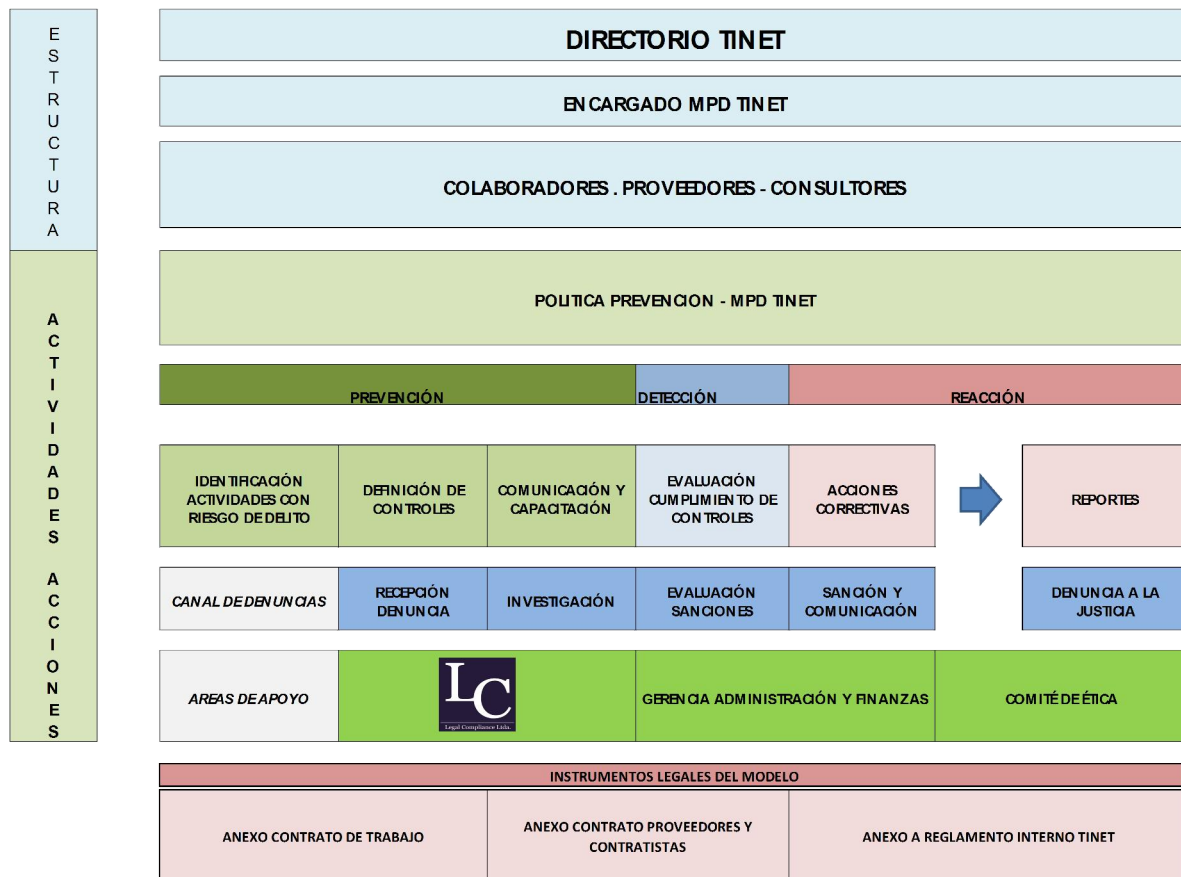 ESTRUCTURA
DIRECTORIO TINET
ENCARGADO MPD TINET
COLABORADORES . PROVEEDORES - CONSULTORES
ACTIVIDADES ACCIONES
POLITICA PREVENCION - MPD TINET
PREVENCIÓN
DETECCIÓN
REACCIÓN
IDENTIFICACIÓN
ACTIVIDADES CON
RIESGO DE DELITO
DEFINICIÓN DE
CONTROLES
COMUNICACIÓN Y
CAPACITACIÓN
EVALUACIÓN
CUMPLIMIENTO DE
CONTROLES
ACCIONES
CORRECTIVAS
REPORTES
CANAL DE DENUNCIAS
RECEPCIÓN
DENUNCIA
INVESTIGACIÓN
EVALUACIÓN
SANCIONES
SANCIÓN Y
COMUNICACIÓN
DENUNCIA A LA
JUSTICIA
AREAS DE APOYO
LC
Legal Compliance Ltda.
GERENCIA ADMINISTRACIÓN Y FINANZAS
COMITÉ DE ÉTICA
INSTRUMENTOS LEGALES DEL MODELO
ANEXO CONTRATO DE TRABAJO
ANEXO CONTRATO PROVEEDORES Y
CONTRATISTAS
ANEXO A REGLAMENTO INTERNO TINET